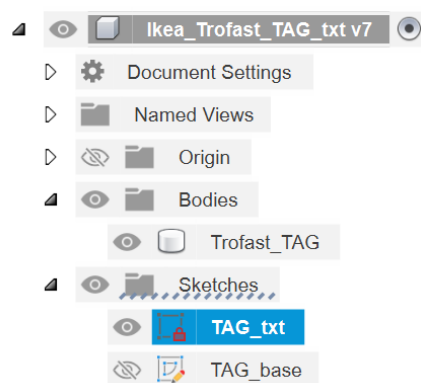 Ikea_Trofast_TAG_txt v7
Document Settings
Named Views
Origin
Bodies
Trofast_TAG
Sketches
TAG_txt
TAG_base